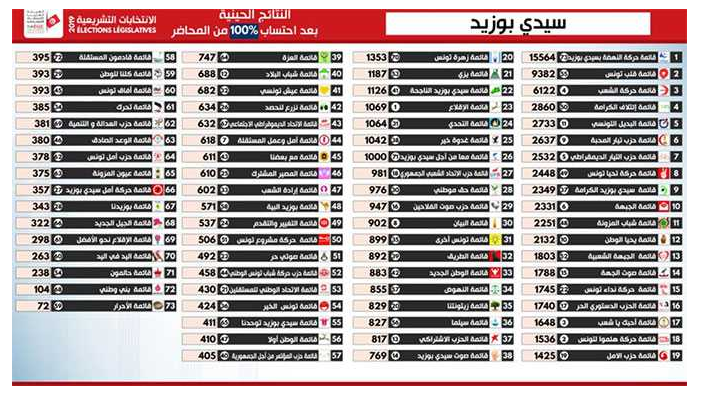 الانتخابات التشريعية 2019
ÉLECTIONS LÉGISLATIVES
النتائج الحينية
بعد احتساب 100% من المحاضر
سيدي بوزيد
1 قائمة حركة النهضة بسيدي بوزيد 15564
2 قائمة قلب تونس 9382
3 قائمة حركة الشعب 6122
4 قائمة إئتلاف الكرامة 2860
5 قائمة البديل التونسي 2733
6 قائمة حزب تيار المحبة 2637
7 قائمة حزب التيار الديمقراطي 2532
8 قائمة حركة تحيا تونس 2448
9 قائمة سيدي بوزيد الكرامة 2349
10 قائمة الجبهة 2331
11 قائمة شباب المزونة 2251
12 قائمة يحيا الوطن 2132
13 قائمة الجبهة الشعبية 1803
14 قائمة صوت الجهة 1788
15 قائمة حركة نداء تونس 1745
16 قائمة الحزب الدستوري الحر 1740
17 قائمة أحبك يا شعب 1648
18 قائمة حركة هلموا لتونس 1536
19 قائمة حزب الامل 1425
20 قائمة زهرة تونس 1353
21 قائمة بزي 1187
22 قائمة سيدي بوزيد الناجحة 1126
23 قائمة الإقلاع 1069
24 قائمة التحدي 1064
25 قائمة غدوة خير 1042
26 قائمة معا من أجل سيدي بوزيد 1000
27 قائمة حزب الاتحاد الشعبي الجمهوري 981
28 قائمة حق موطني 976
29 قائمة حزب صوت الفلاحين 947
30 قائمة البيان 902
31 قائمة تونس أخرى 899
32 قائمة الطريق 892
33 قائمة الوطن الجديد 883
34 قائمة النهوض 855
35 قائمة زيتونتنا 829
36 قائمة سيلما 827
37 قائمة الحزب الاشتراكي 817
38 قائمة صوت سيدي بوزيد 769
39 قائمة العزة 747
40 قائمة شباب البلاد 688
41 قائمة عيش تونسي 682
42 قائمة نزرع لنحصد 634
43 قائمة الاتحاد الديموقراطي الاجتماعي 632
44 قائمة أمل وعمل المستقلة 618
45 قائمة مع بعضنا 611
46 قائمة المصير المشترك 610
47 قائمة إرادة الشعب 602
48 قائمة بوزيد البية 571
49 قائمة التغيير والتقدم 537
50 قائمة حركة مشروع تونس 506
51 قائمة صوتي حر 492
52 قائمة حزب حركة شباب تونس الوطني 458
53 قائمة الاتحاد الوطني للمستقلين 430
54 قائمة تونس الخير 424
55 قائمة سيدي بوزيد توحدنا 411
56 قائمة الوطن أولا 410
57 قائمة حزب المؤتمر من أجل الجمهورية 405
58 قائمة قادمون المستقلة 395
59 قائمة كلنا للوطن 393
60 قائمة آفاق تونس 393
61 قائمة تحرك 385
62 قائمة حزب العدالة و التنمية 381
63 قائمة الوعد الصادق 380
64 قائمة حزب أمل تونس 378
65 قائمة عيون المزونة 375
66 قائمة حركة أمل سيدي بوزيد 357
67 قائمة بوزيدنا 343
68 قائمة الجيل الجديد 322
69 قائمة الإقلاع نحو الأفضل 298
70 قائمة اليد في اليد 263
71 قائمة حالمون 238
72 قائمة بني وطني 104
73 قائمة الأحرار 72